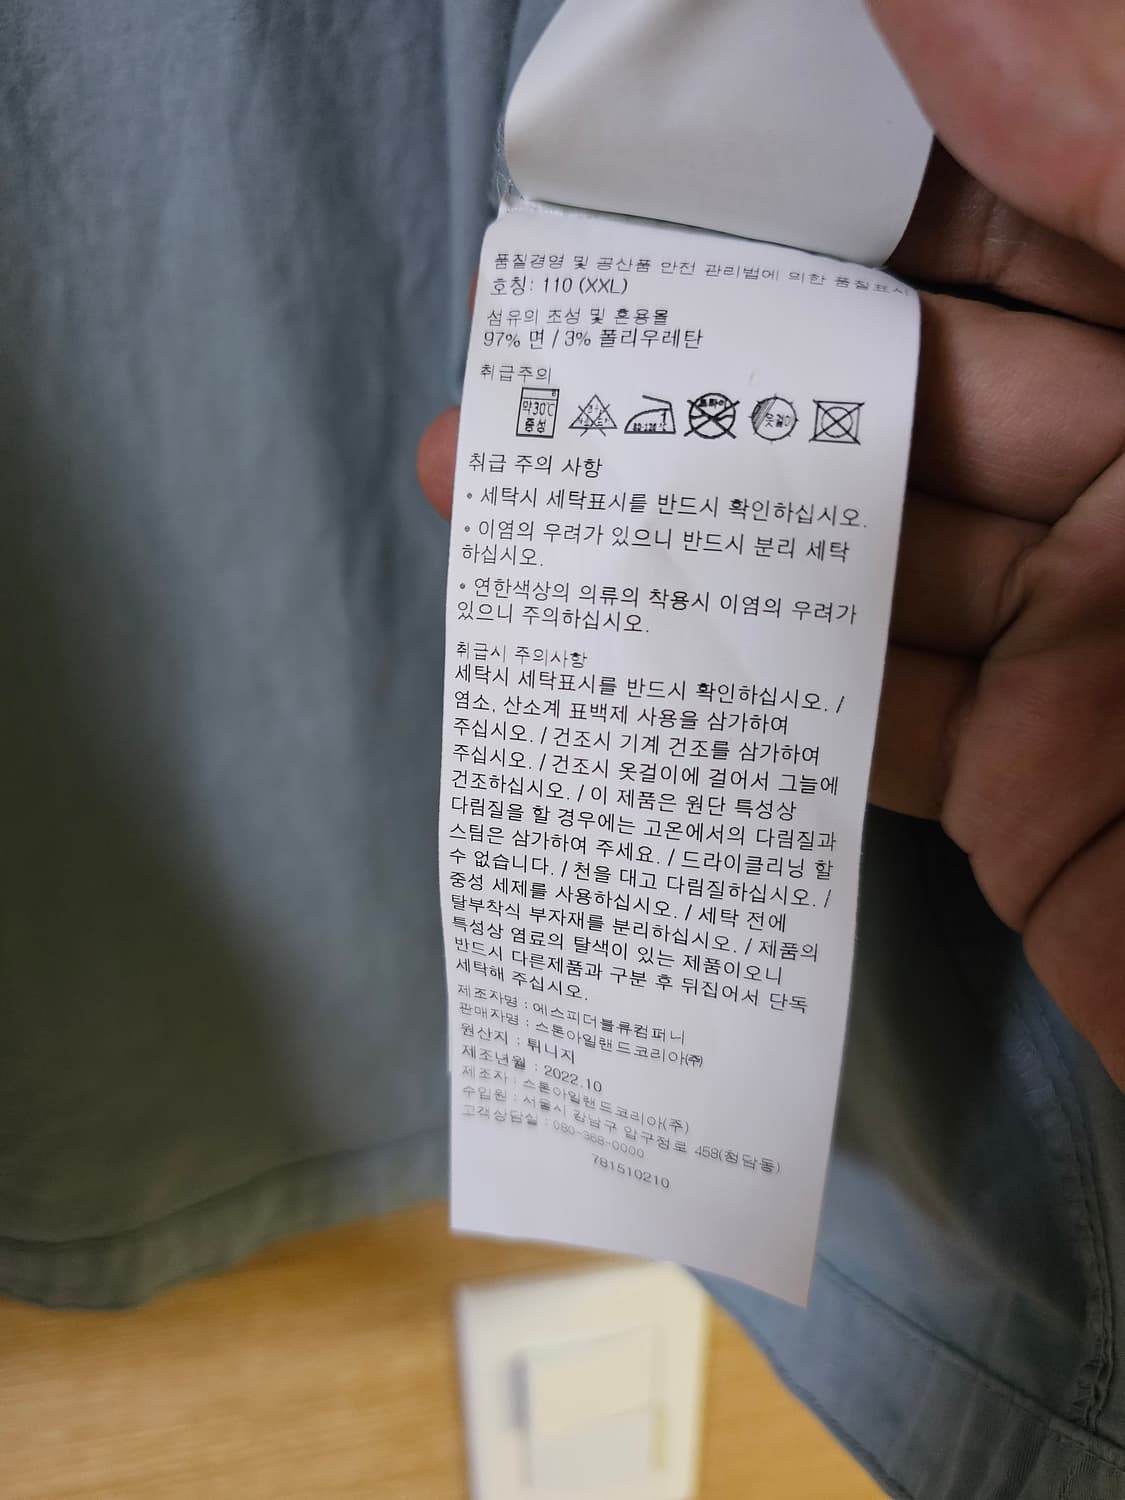 품질경영 및 공산품 안전 관리법에 의한 품질표시
호칭: 110 (XXL)
섬유의 조성 및 혼용율
97% 면 / 3% 폴리우레탄
취급주의
약30℃
중성
옷걸이
취급 주의 사항
• 세탁시 세탁표시를 반드시 확인하십시오.
• 이염의 우려가 있으니 반드시 분리 세탁
하십시오.
• 연한색상의 의류의 착용시 이염의 우려가
있으니 주의하십시오.
취급시 주의사항
세탁시 세탁표시를 반드시 확인하십시오. /
염소, 산소계 표백제 사용을 삼가하여
주십시오. / 건조시 기계 건조를 삼가하여
주십시오. / 건조시 옷걸이에 걸어서 그늘에
건조하십시오. / 이 제품은 원단 특성상
다림질을 할 경우에는 고온에서의 다림질과
스팀은 삼가하여 주세요. / 드라이클리닝 할
수 없습니다. / 천을 대고 다림질하십시오. /
중성 세제를 사용하십시오. / 세탁 전에
탈부착식 부자재를 분리하십시오. / 제품의
특성상 염료의 탈색이 있는 제품이오니
반드시 다른제품과 구분 후 뒤집어서 단독
세탁해 주십시오.
제조자명 : 에스피더블류컴퍼니
판매자명 : 스톤아일랜드코리아㈜
원산지 : 튀니지
제조년월 : 2022.10
제조자 : 스톤아일랜드코리아(주)
수입원 : 서울시 강남구 압구정로 458(청담동)
고객상담실 : 080-368-0000
781510210